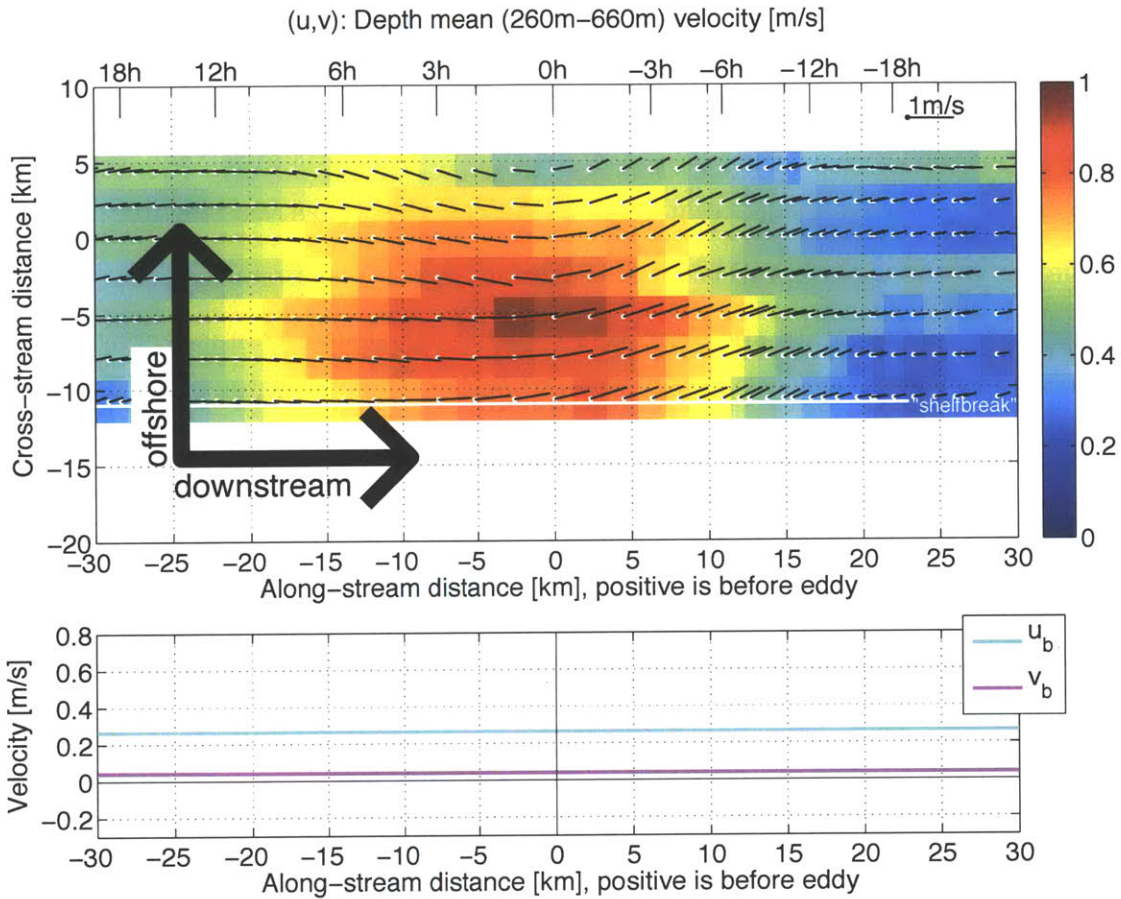 (u,v): Depth mean (260m−660m) velocity [m/s]
18h 12h 6h 3h 0h −3h −6h −12h −18h
10
5
0
−5
−10
−15
−20
Cross−stream distance [km]
1m/s
"shelfbreak"
offshore
downstream
1
0.8
0.6
0.4
0.2
0
−30 −25 −20 −15 −10 −5 0 5 10 15 20 25 30
Along−stream distance [km], positive is before eddy
0.8
0.6
0.4
0.2
0
−0.2
Velocity [m/s]
u_b
v_b
−30 −25 −20 −15 −10 −5 0 5 10 15 20 25 30
Along−stream distance [km], positive is before eddy